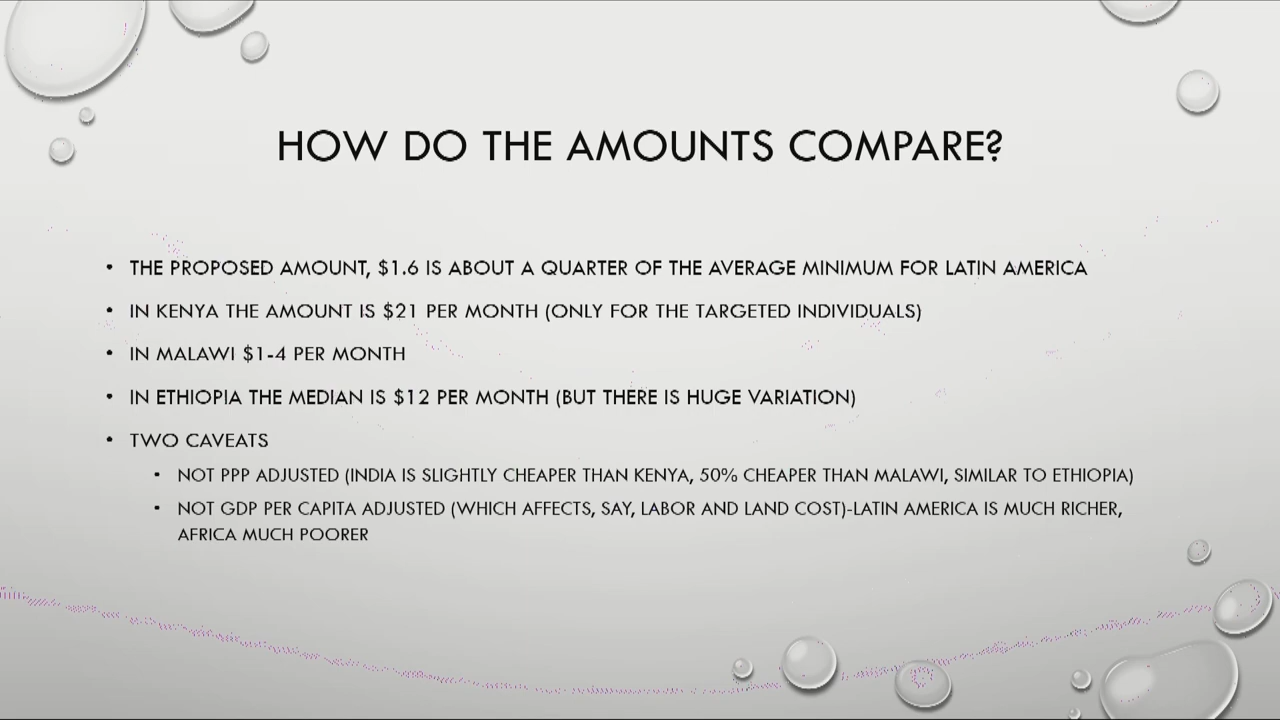 HOW DO THE AMOUNTS COMPARE?
• THE PROPOSED AMOUNT, $1.6 IS ABOUT A QUARTER OF THE AVERAGE MINIMUM FOR LATIN AMERICA
• IN KENYA THE AMOUNT IS $21 PER MONTH (ONLY FOR THE TARGETED INDIVIDUALS)
• IN MALAWI $1-4 PER MONTH
• IN ETHIOPIA THE MEDIAN IS $12 PER MONTH (BUT THERE IS HUGE VARIATION)
• TWO CAVEATS
• NOT PPP ADJUSTED (INDIA IS SLIGHTLY CHEAPER THAN KENYA, 50% CHEAPER THAN MALAWI, SIMILAR TO ETHIOPIA)
• NOT GDP PER CAPITA ADJUSTED (WHICH AFFECTS, SAY, LABOR AND LAND COST)-LATIN AMERICA IS MUCH RICHER,
AFRICA MUCH POORER